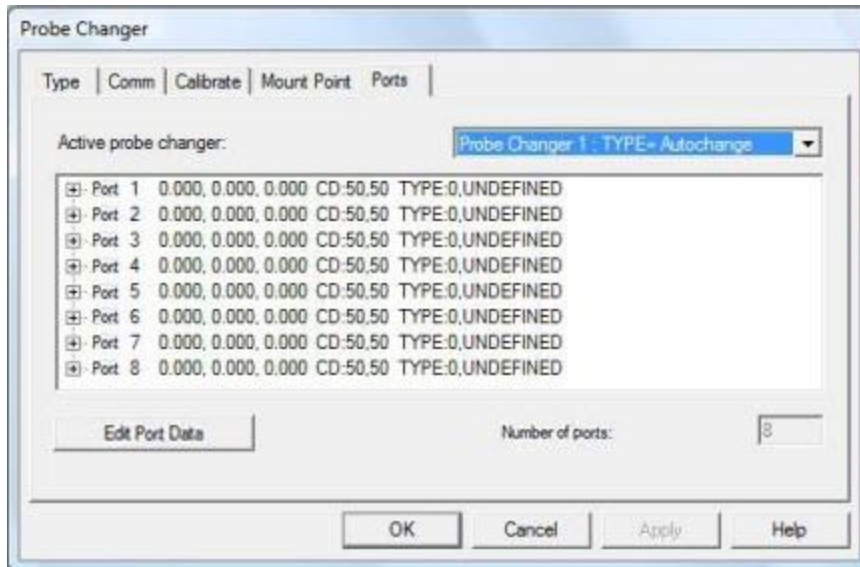 Probe Changer
Type Comm Calibrate Mount Point Ports
Active probe changer: Probe Changer 1 : TYPE= Autochange
Port 1 0.000, 0.000, 0.000 CD:50,50 TYPE:0,UNDEFINED
Port 2 0.000, 0.000, 0.000 CD:50,50 TYPE:0,UNDEFINED
Port 3 0.000, 0.000, 0.000 CD:50,50 TYPE:0,UNDEFINED
Port 4 0.000, 0.000, 0.000 CD:50,50 TYPE:0,UNDEFINED
Port 5 0.000, 0.000, 0.000 CD:50,50 TYPE:0,UNDEFINED
Port 6 0.000, 0.000, 0.000 CD:50,50 TYPE:0,UNDEFINED
Port 7 0.000, 0.000, 0.000 CD:50,50 TYPE:0,UNDEFINED
Port 8 0.000, 0.000, 0.000 CD:50,50 TYPE:0,UNDEFINED
Edit Port Data Number of ports: 8
OK Cancel Apply Help